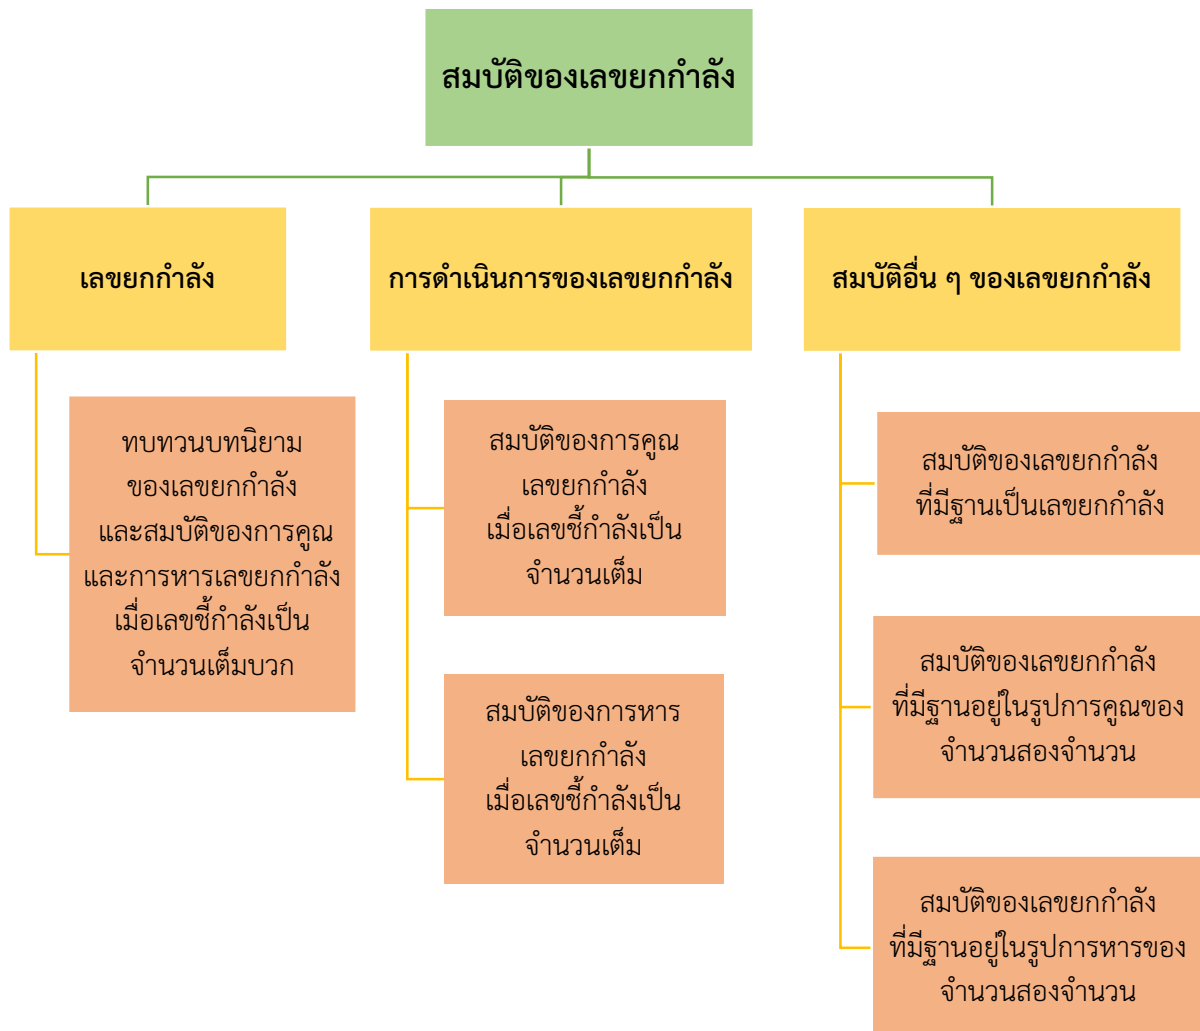 สมบัติของเลขยกกำลัง
เลขยกกำลัง
ทบทวนบทนิยาม
ของเลขยกกำลัง
และสมบัติของการคูณ
และการหารเลขยกกำลัง
เมื่อเลขชี้กำลังเป็น
จำนวนเต็มบวก
การดำเนินการของเลขยกกำลัง
สมบัติของการคูณ
เลขยกกำลัง
เมื่อเลขชี้กำลังเป็น
จำนวนเต็ม
สมบัติของการหาร
เลขยกกำลัง
เมื่อเลขชี้กำลังเป็น
จำนวนเต็ม
สมบัติอื่น ๆ ของเลขยกกำลัง
สมบัติของเลขยกกำลัง
ที่มีฐานเป็นเลขยกกำลัง
สมบัติของเลขยกกำลัง
ที่มีฐานอยู่ในรูปการคูณของ
จำนวนสองจำนวน
สมบัติของเลขยกกำลัง
ที่มีฐานอยู่ในรูปการหารของ
จำนวนสองจำนวน